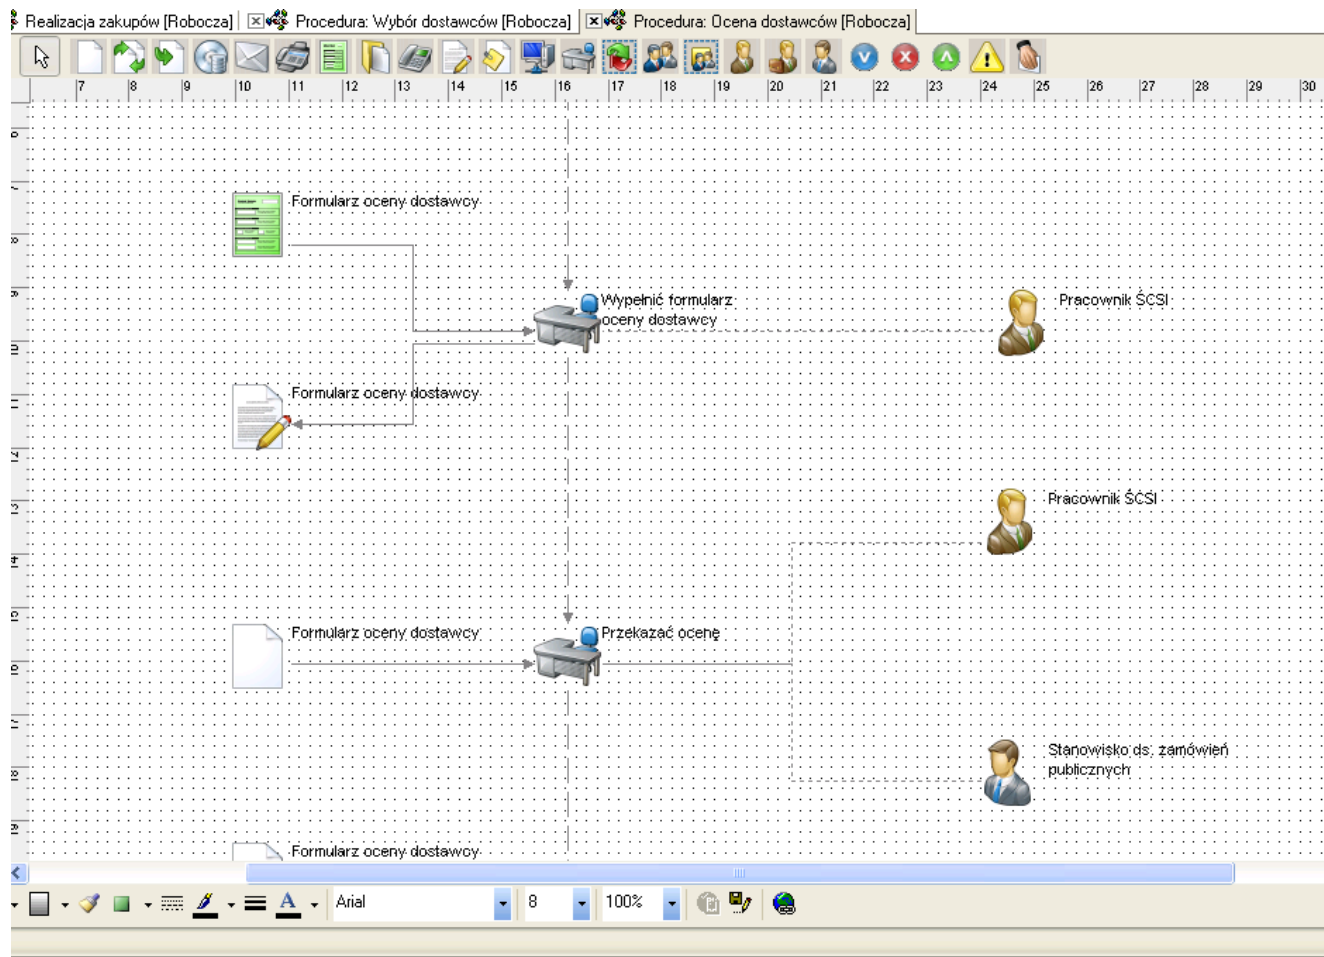 Realizacja zakupów [Robocza] Procedura: Wybór dostawców [Robocza] Procedura: Ocena dostawców [Robocza]
7 8 9 10 11 12 13 14 15 16 17 18 19 20 21 22 23 24 25 26 27 28 29 30
Formularz oceny dostawcy
Wypełnić formularz
oceny dostawcy
Pracownik ŚCSI
Formularz oceny dostawcy
Pracownik ŚCSI
Formularz oceny dostawcy
Przekazać ocenę
Stanowisko ds. zamówień
publicznych
Formularz oceny dostawcy
Arial 8 100%